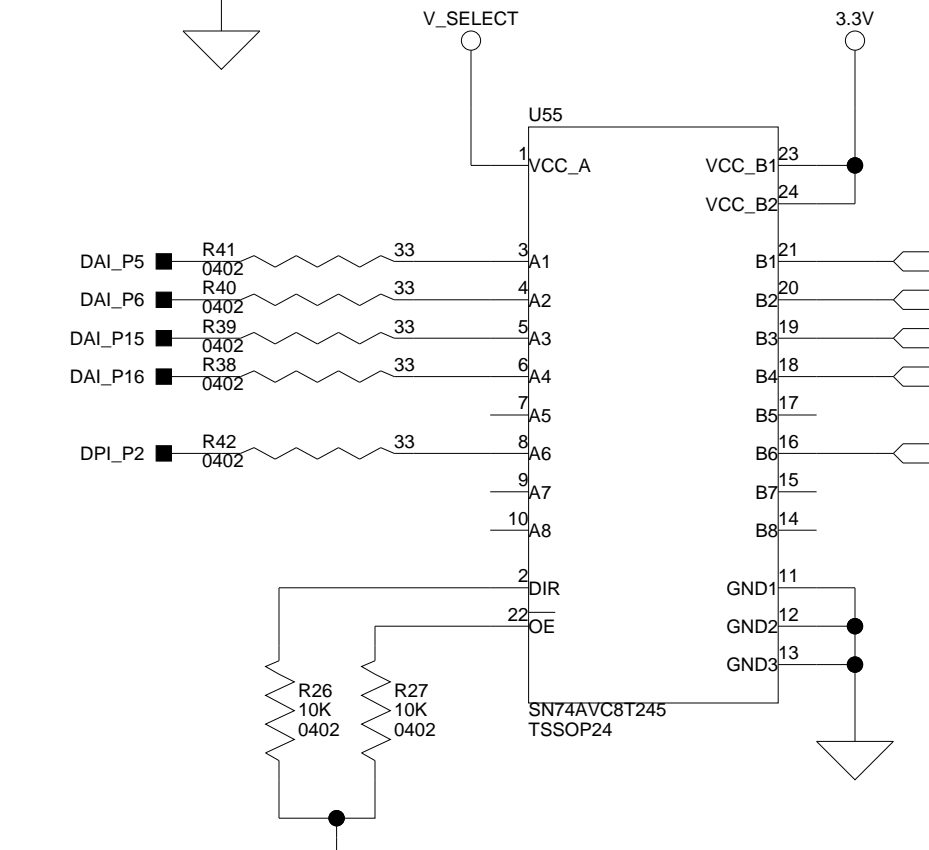 V_SELECT
3.3V
U55
1
VCC_A
VCC_B1
23
VCC_B2
24
DAI_P5
R41
0402
33
3
A1
B1
21
DAI_P6
R40
0402
33
4
A2
B2
20
DAI_P15
R39
0402
33
5
A3
B3
19
DAI_P16
R38
0402
33
6
A4
B4
18
7
A5
B5
17
DPI_P2
R42
0402
33
8
A6
B6
16
9
A7
B7
15
10
A8
B8
14
2
DIR
GND1
11
22
OE
GND2
12
GND3
13
R26
10K
0402
R27
10K
0402
SN74AVC8T245
TSSOP24